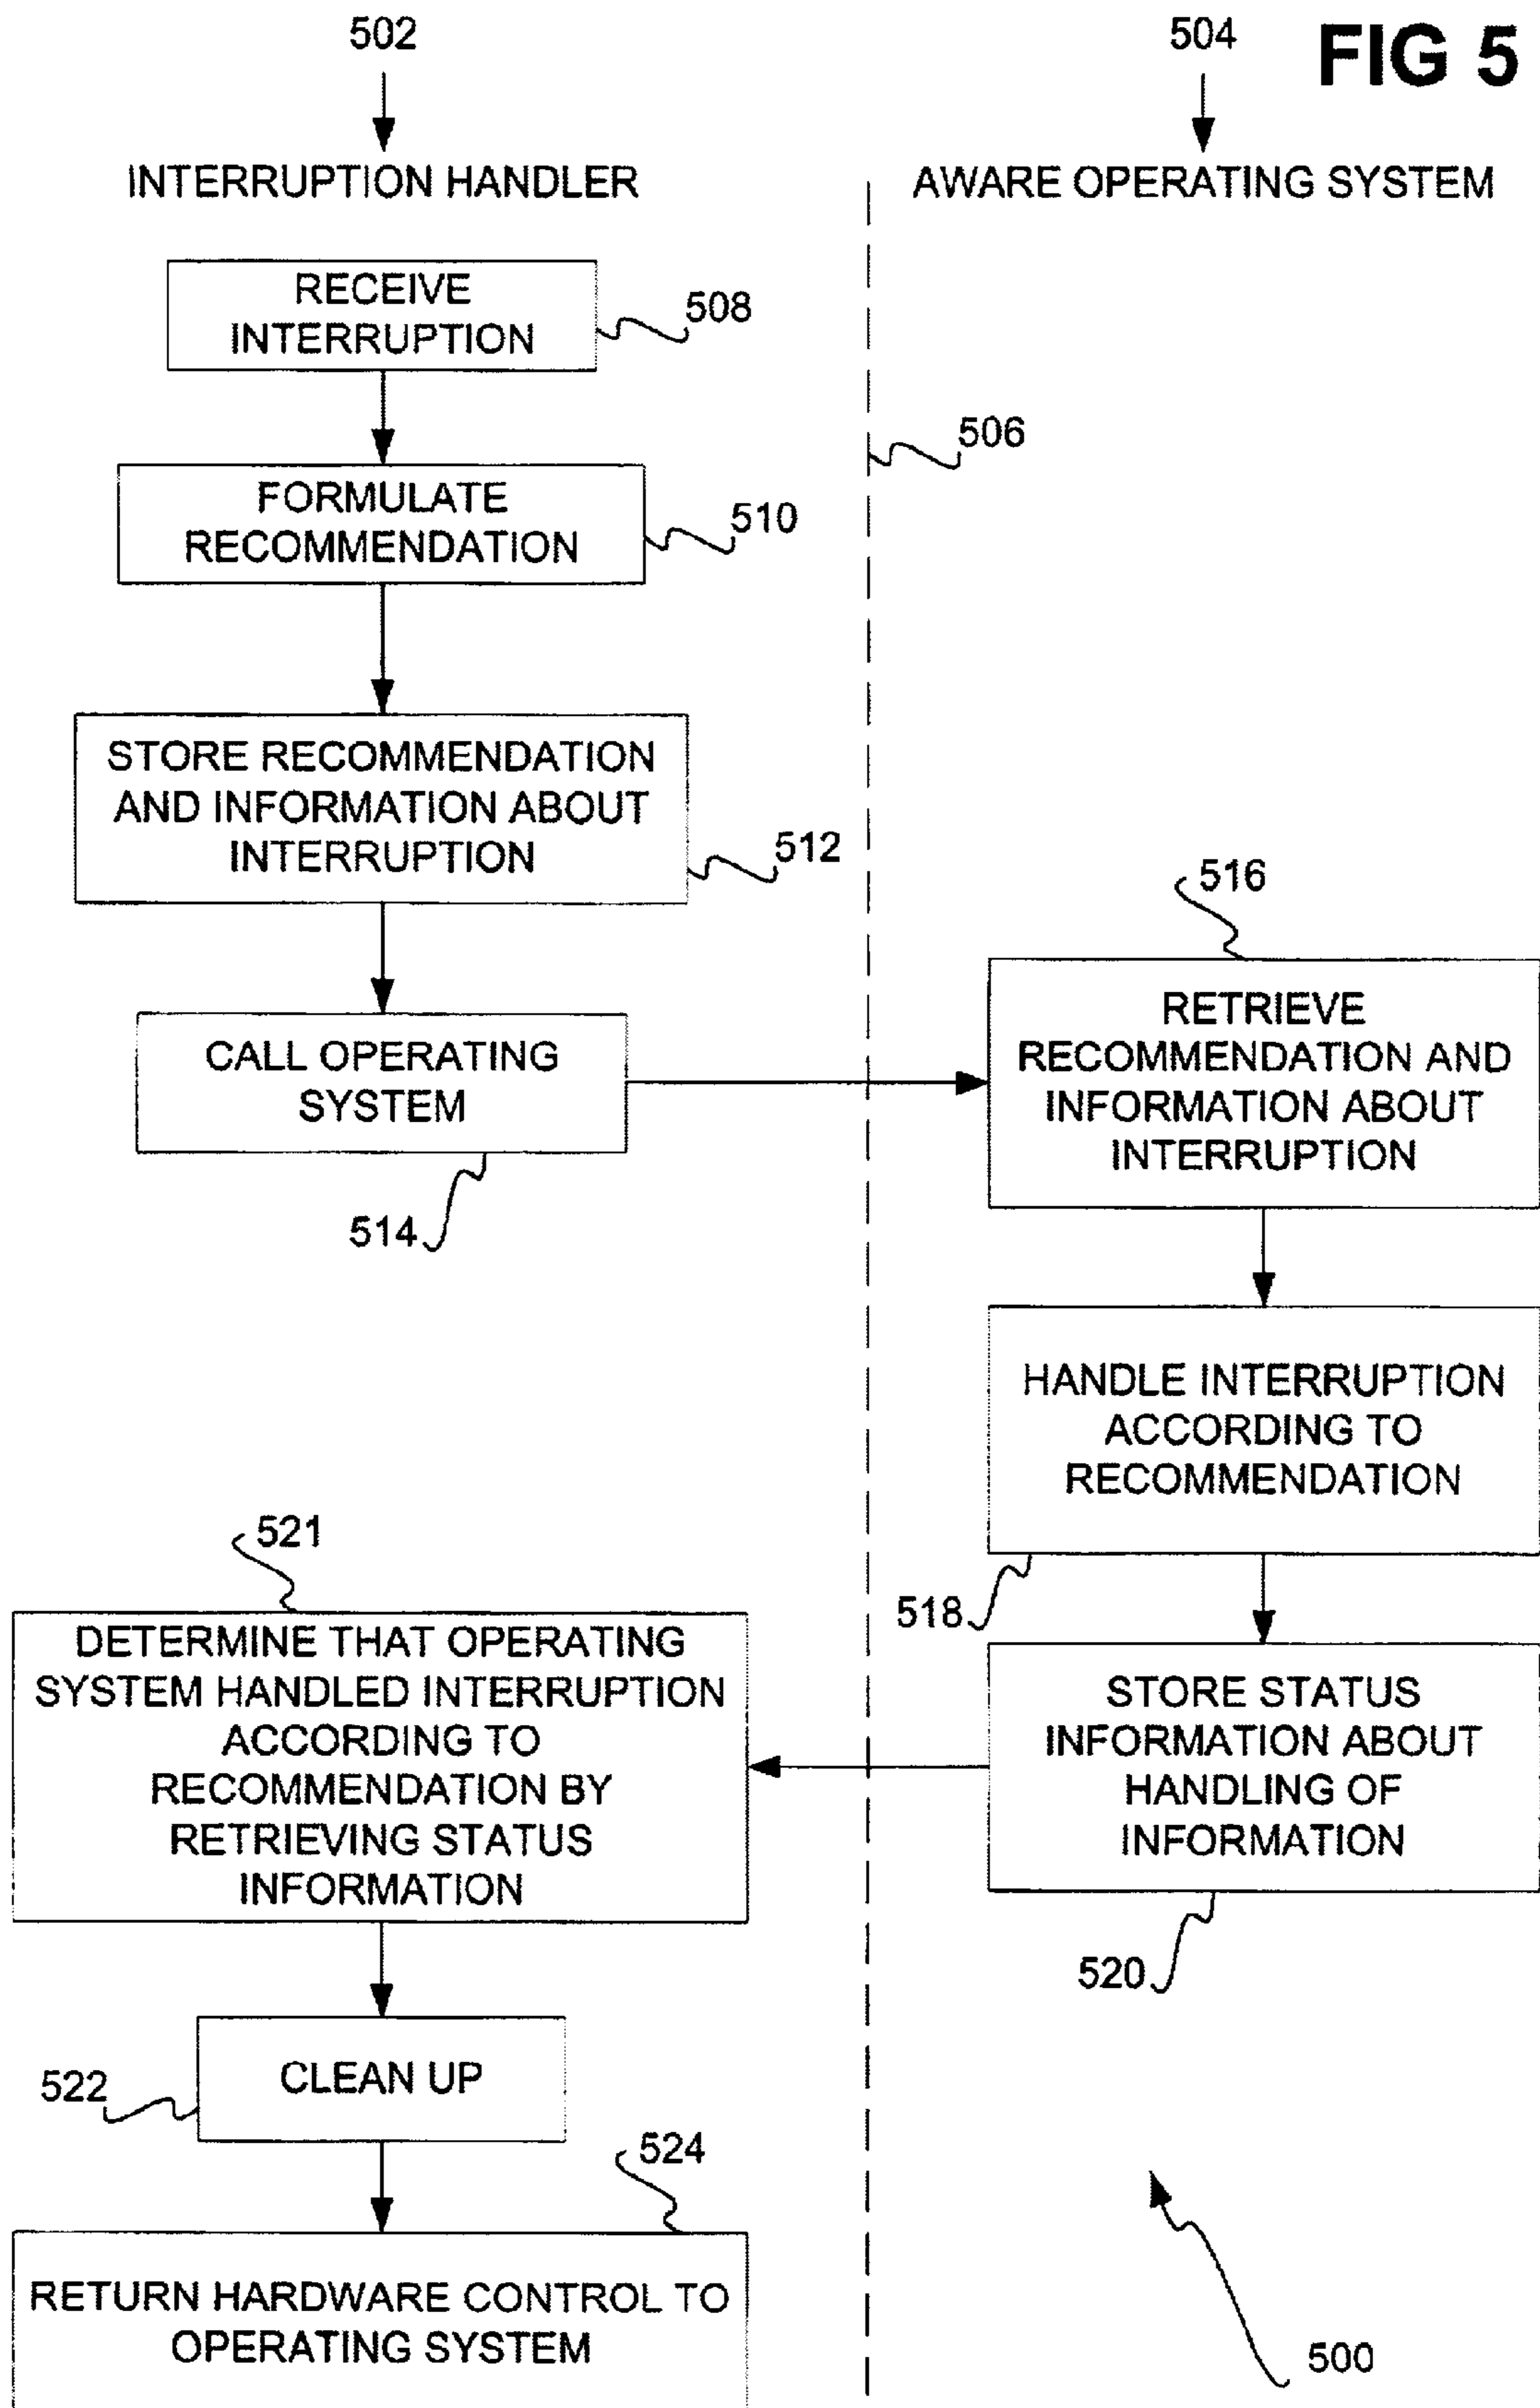 502
504
FIG 5
INTERRUPTION HANDLER
AWARE OPERATING SYSTEM
RECEIVE
INTERRUPTION
508
506
FORMULATE
RECOMMENDATION
510
STORE RECOMMENDATION
AND INFORMATION ABOUT
INTERRUPTION
512
CALL OPERATING
SYSTEM
514
516
RETRIEVE
RECOMMENDATION AND
INFORMATION ABOUT
INTERRUPTION
HANDLE INTERRUPTION
ACCORDING TO
RECOMMENDATION
518
STORE STATUS
INFORMATION ABOUT
HANDLING OF
INFORMATION
520
521
DETERMINE THAT OPERATING
SYSTEM HANDLED INTERRUPTION
ACCORDING TO
RECOMMENDATION BY
RETRIEVING STATUS
INFORMATION
CLEAN UP
522
524
RETURN HARDWARE CONTROL TO
OPERATING SYSTEM
500